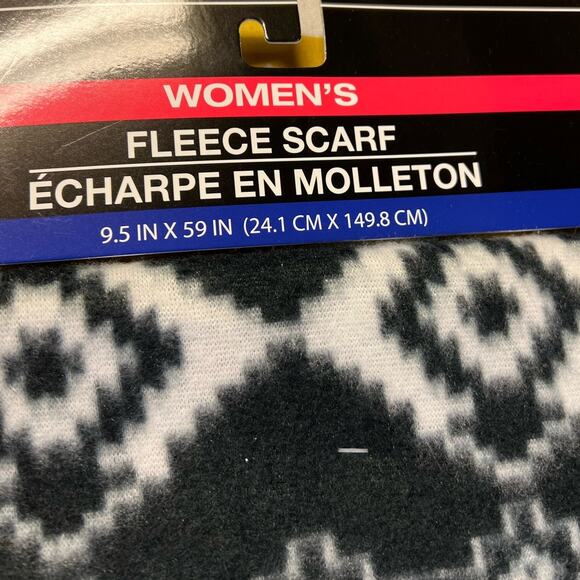 WOMEN'S
FLEECE SCARF
ÉCHARPE EN MOLLETON
9.5 IN X 59 IN (24.1 CM X 149.8 CM)